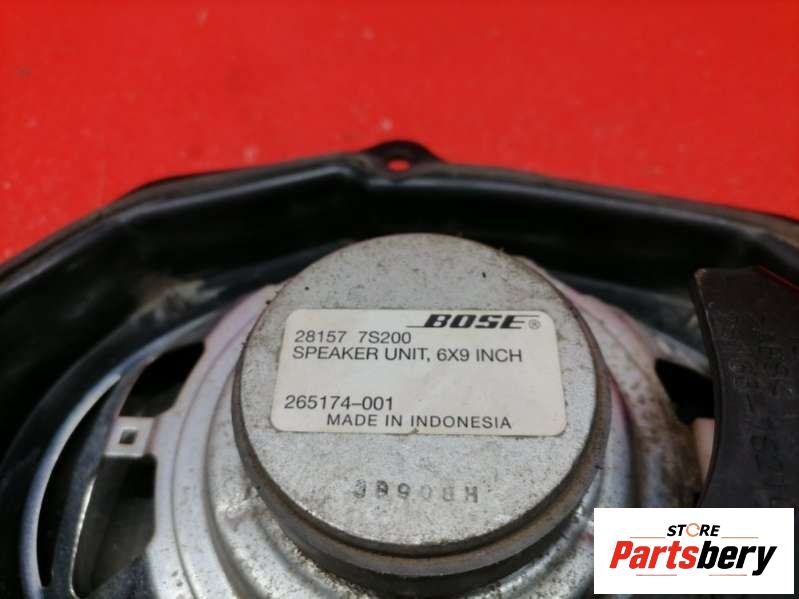 BOSE®
28157 7S200
SPEAKER UNIT, 6X9 INCH
265174–001
MADE IN INDONESIA
STORE
Partsbery